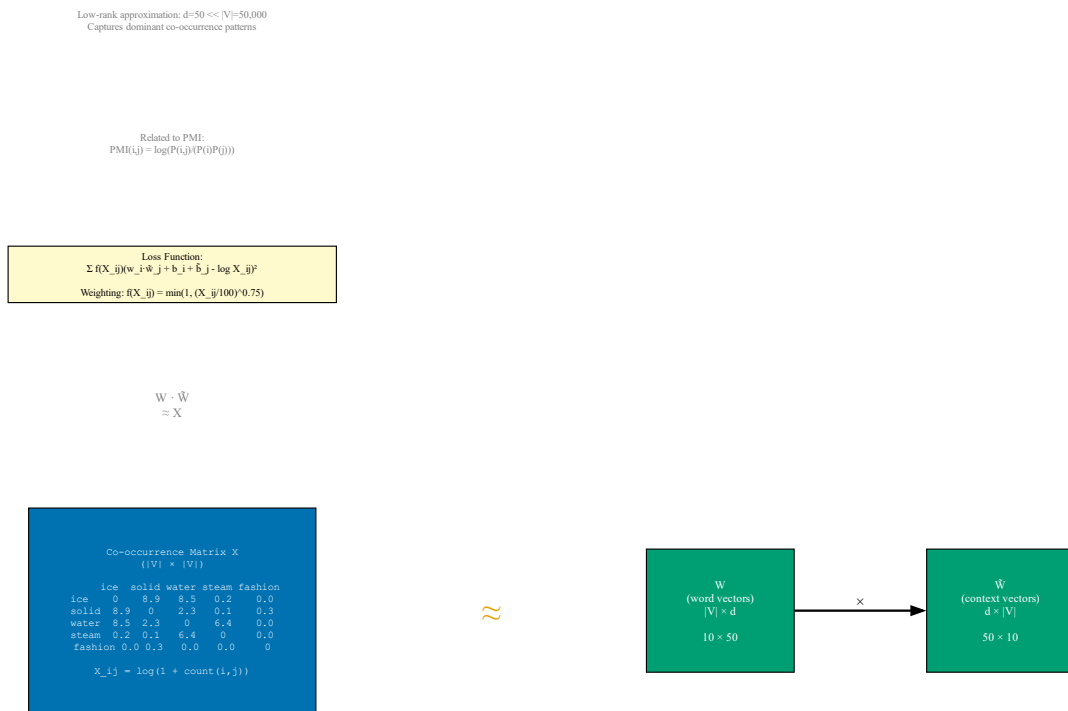 Low-rank approximation: d=50 << |V|=50,000
Captures dominant co-occurrence patterns
Related to PMI:
PMI(i,j) = log(P(i,j)/(P(i)P(j)))
Loss Function:
Σ f(X_ij)(w_i·w̃_j + b_i + b̃_j - log X_ij)²
Weighting: f(X_ij) = min(1, (X_ij/100)^0.75)
W · W̃
≈ X
Co-occurrence Matrix X
(|V| × |V|)
ice solid water steam fashion
ice 0 8.9 8.5 0.2 0.0
solid 8.9 0 2.3 0.1 0.3
water 8.5 2.3 0 6.4 0.0
steam 0.2 0.1 6.4 0 0.0
fashion 0.0 0.3 0.0 0.0 0
X_ij = log(1 + count(i,j))
≈
W
(word vectors)
|V| × d
10 × 50
×
W̃
(context vectors)
d × |V|
50 × 10